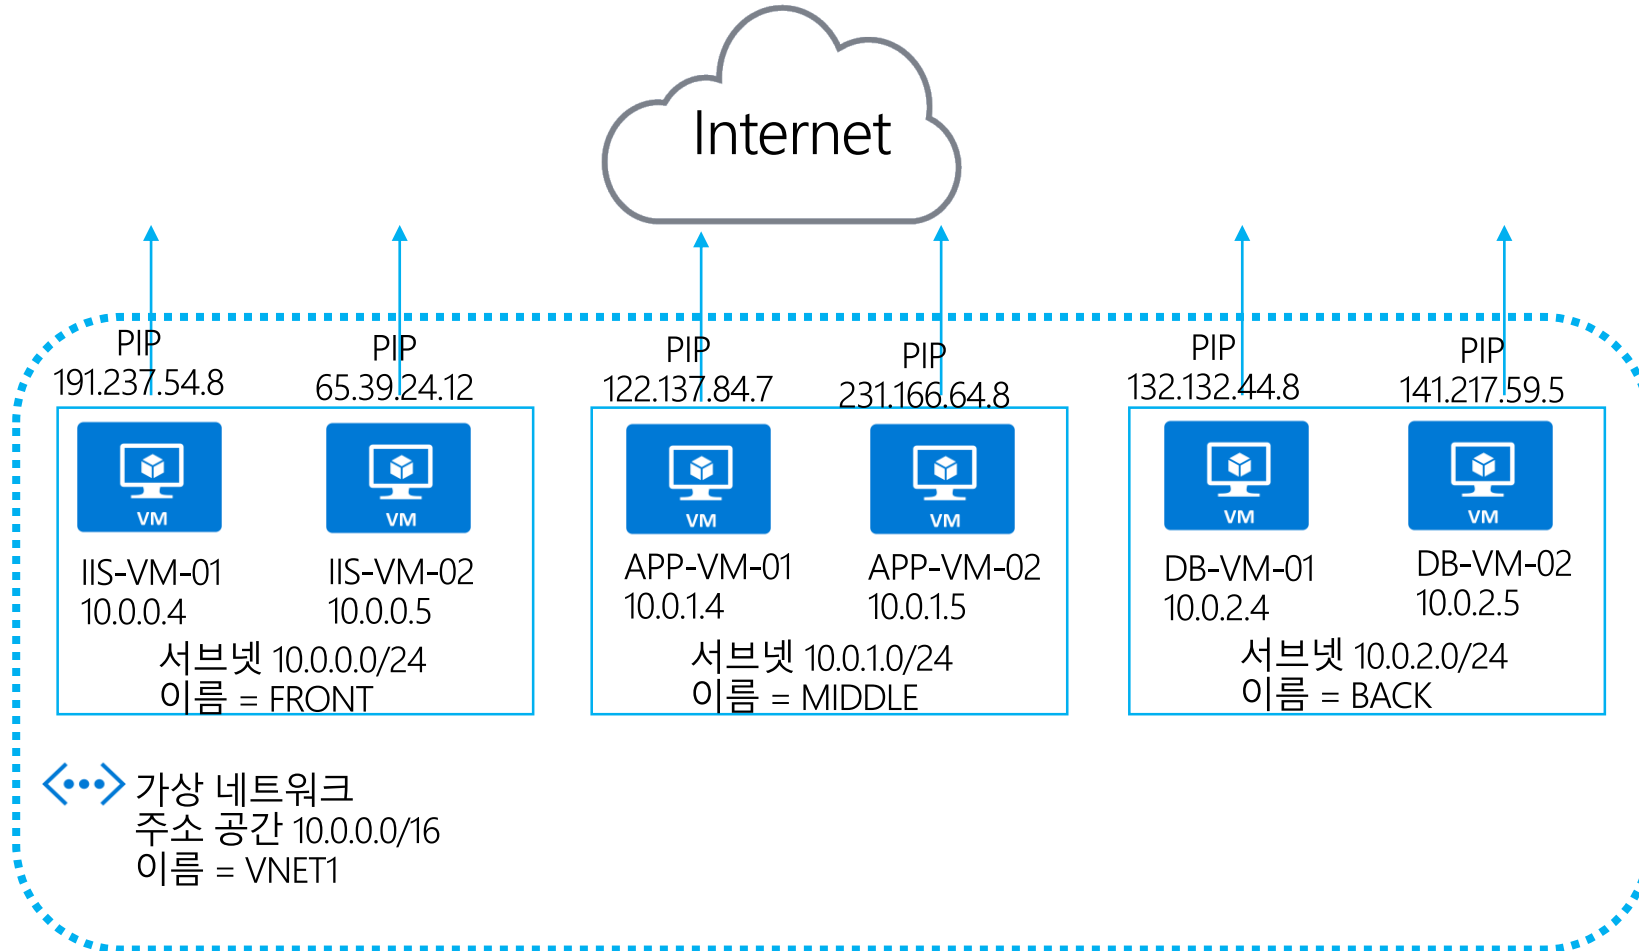 Internet
PIP
191.237.54.8
PIP
65.39.24.12
PIP
122.137.84.7
PIP
231.166.64.8
PIP
132.132.44.8
PIP
141.217.59.5
VM
IIS-VM-01
10.0.0.4
VM
IIS-VM-02
10.0.0.5
서브넷 10.0.0.0/24
이름 = FRONT
VM
APP-VM-01
10.0.1.4
VM
APP-VM-02
10.0.1.5
서브넷 10.0.1.0/24
이름 = MIDDLE
VM
DB-VM-01
10.0.2.4
VM
DB-VM-02
10.0.2.5
서브넷 10.0.2.0/24
이름 = BACK
가상 네트워크
주소 공간 10.0.0.0/16
이름 = VNET1